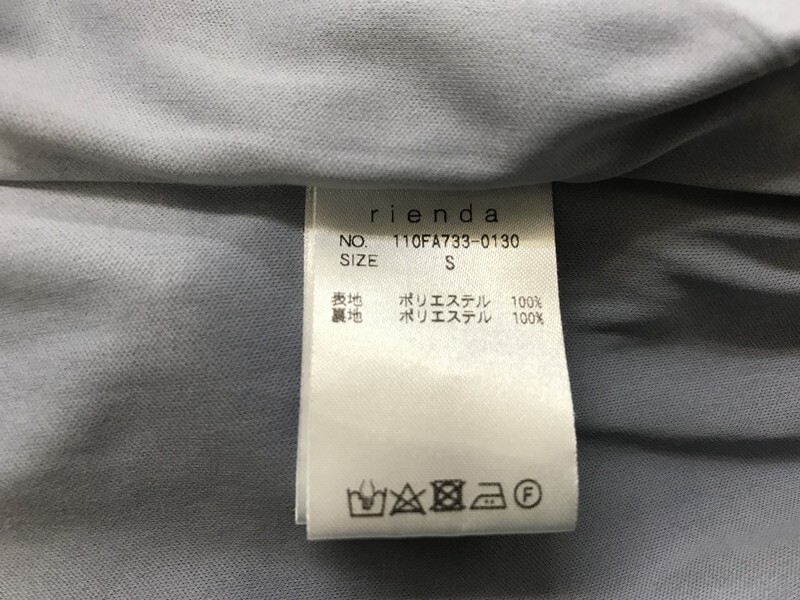 rienda
NO. 110FA733-0130
SIZE S
表地 ポリエステル 100%
裏地 ポリエステル 100%
F